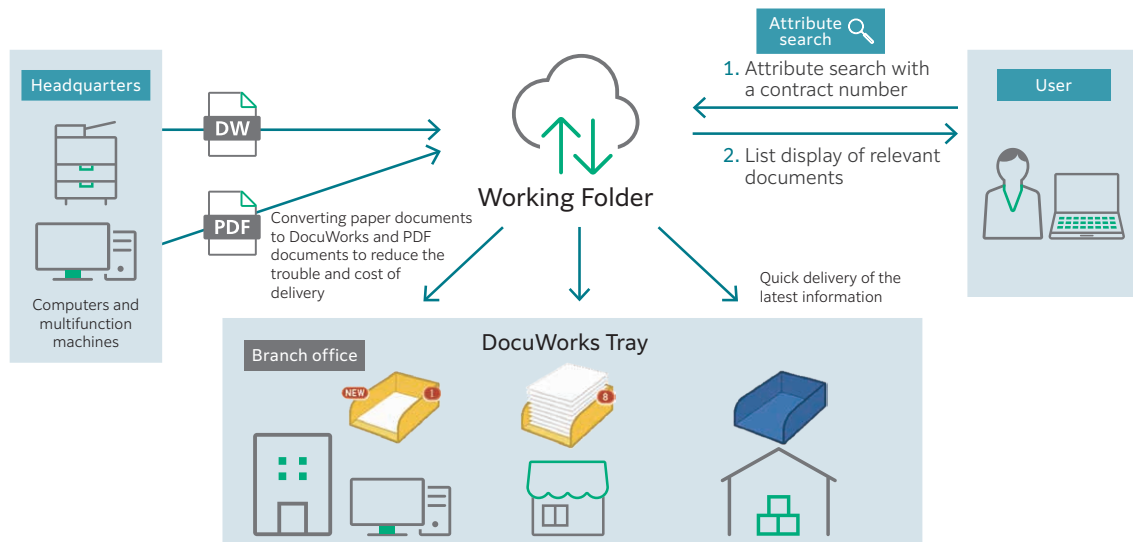 Headquarters
Computers and
multifunction
machines
DW
PDF
Converting paper documents
to DocuWorks and PDF
documents to reduce the
trouble and cost of
delivery
Working Folder
Attribute
search
1. Attribute search with
a contract number
2. List display of relevant
documents
User
Quick delivery of the
latest information
DocuWorks Tray
Branch office
NEW
1
8